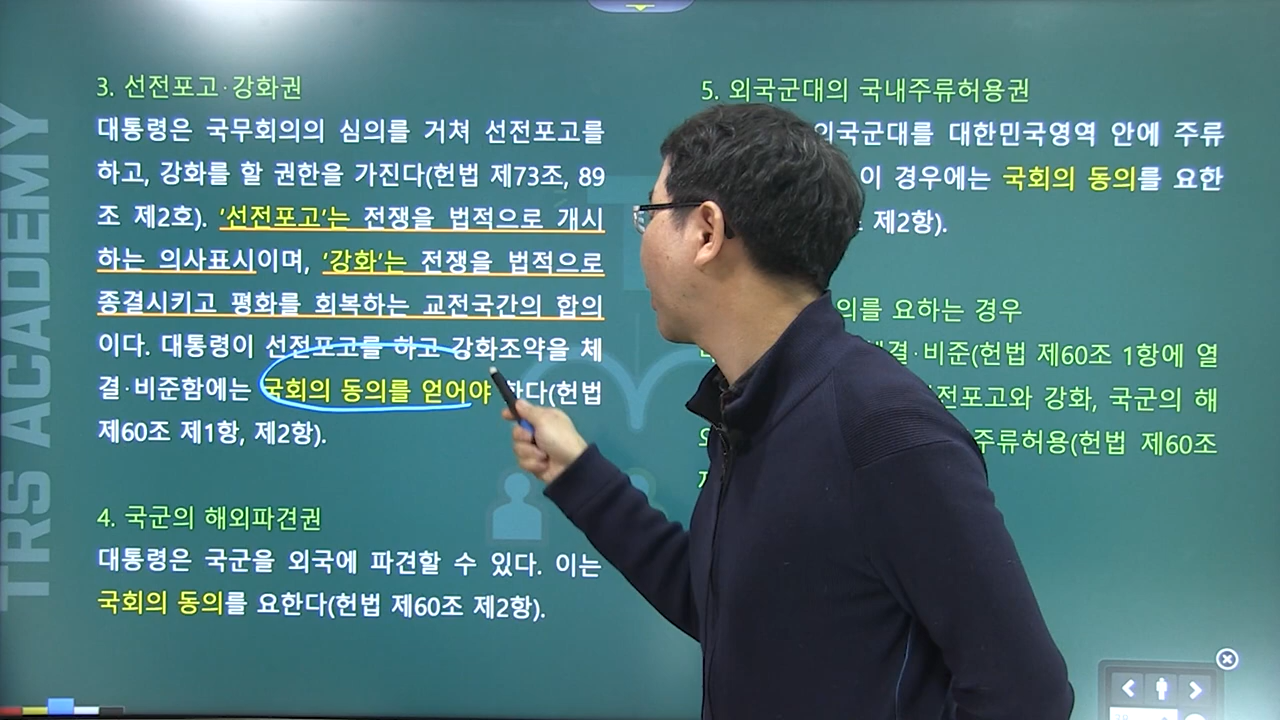 3. 선전포고·강화권
대통령은 국무회의의 심의를 거쳐 선전포고를
하고, 강화를 할 권한을 가진다(헌법 제73조, 89
조 제2호). '선전포고'는 전쟁을 법적으로 개시
하는 의사표시이며, '강화'는 전쟁을 법적으로
종결시키고 평화를 회복하는 교전국간의 합의
이다. 대통령이 선전포고를 하고 강화조약을 체
결·비준함에는 국회의 동의를 얻어야 한다(헌법
제60조 제1항, 제2항).
4. 국군의 해외파견권
대통령은 국군을 외국에 파견할 수 있다. 이는
국회의 동의를 요한다(헌법 제60조 제2항).
5. 외국군대의 국내주류허용권
외국군대를 대한민국영역 안에 주류
이 경우에는 국회의 동의를 요한
제2항).
의를 요하는 경우
결·비준(헌법 제60조 1항에 열
전포고와 강화, 국군의 해
주류허용(헌법 제60조
TRS ACADEMY